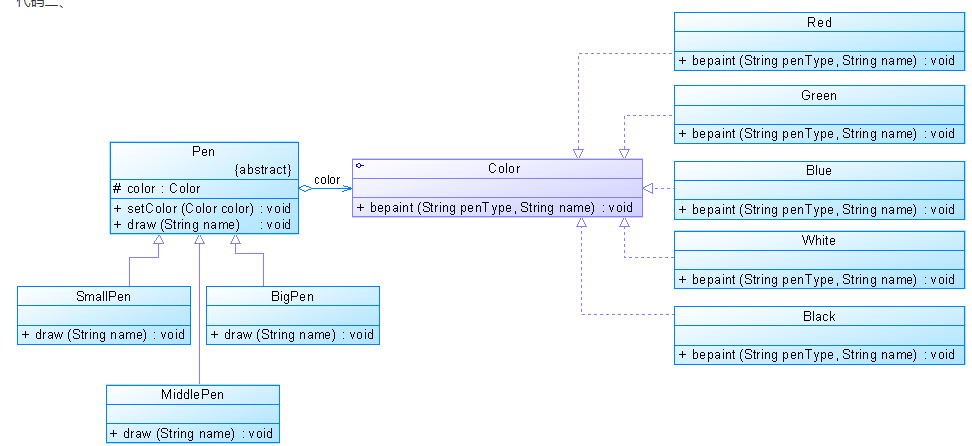 代码二、
Pen
{abstract}
# color : Color
+ setColor (Color color) : void
+ draw (String name) : void
color
Color
+ bepaint (String penType, String name) : void
Red
+ bepaint (String penType, String name) : void
Green
+ bepaint (String penType, String name) : void
Blue
+ bepaint (String penType, String name) : void
White
+ bepaint (String penType, String name) : void
Black
+ bepaint (String penType, String name) : void
SmallPen
+ draw (String name) : void
BigPen
+ draw (String name) : void
MiddlePen
+ draw (String name) : void